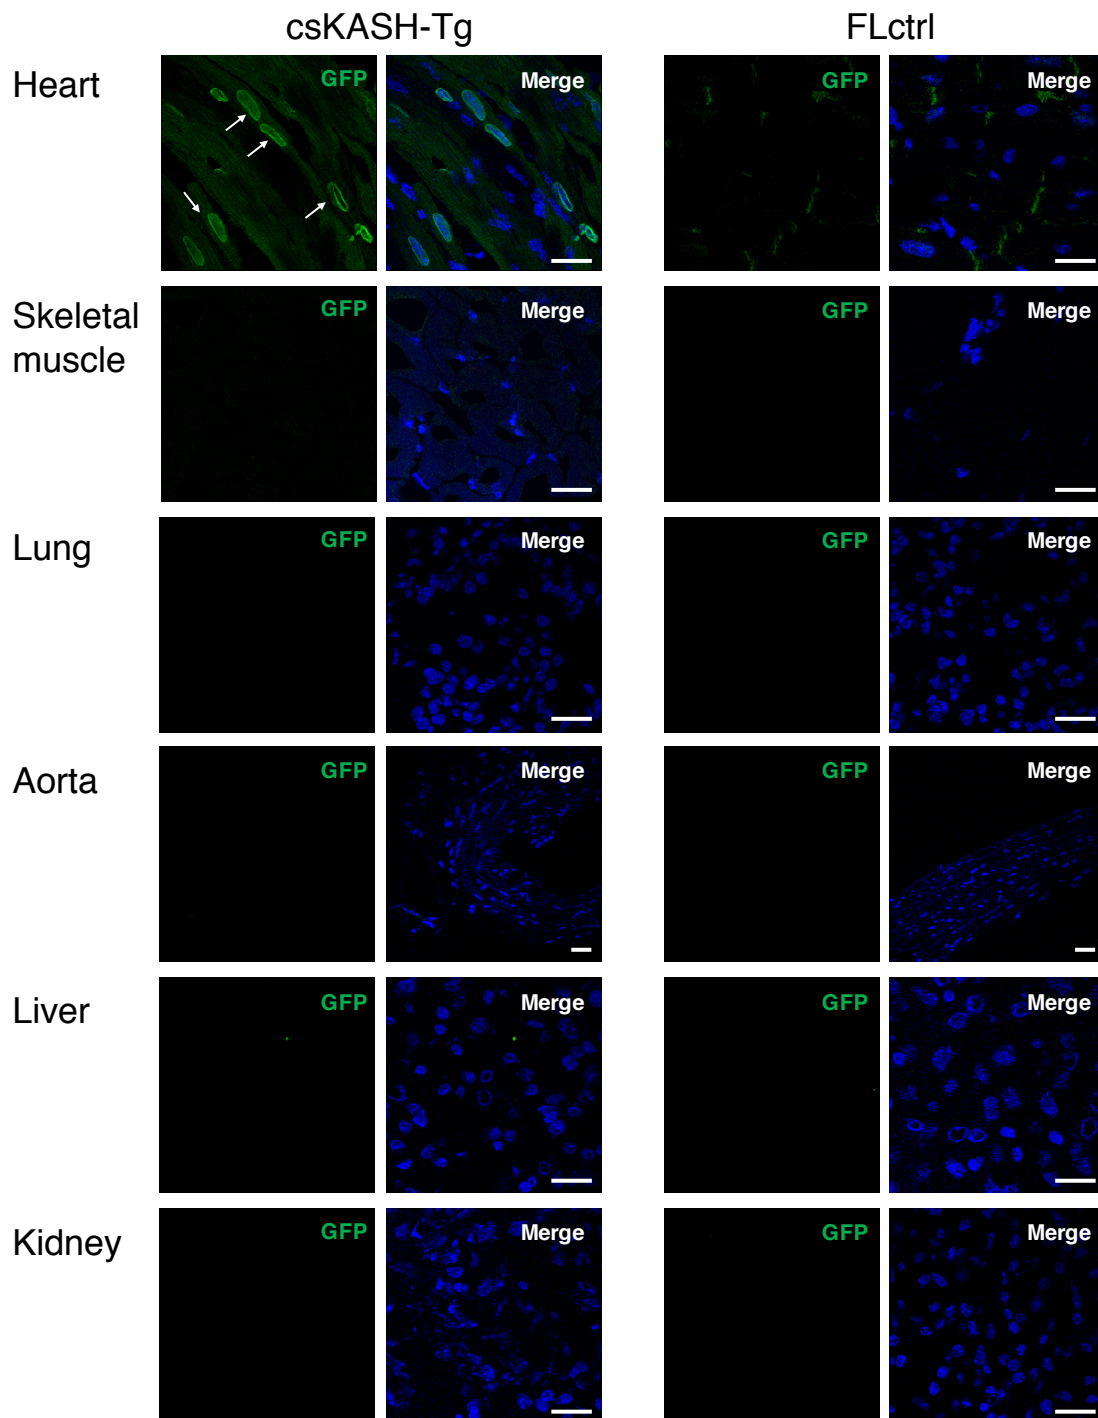 csKASH-Tg FLctrl
Heart GFP Merge GFP Merge
Skeletal muscle GFP Merge GFP Merge
Lung GFP Merge GFP Merge
Aorta GFP Merge GFP Merge
Liver GFP Merge GFP Merge
Kidney GFP Merge GFP Merge